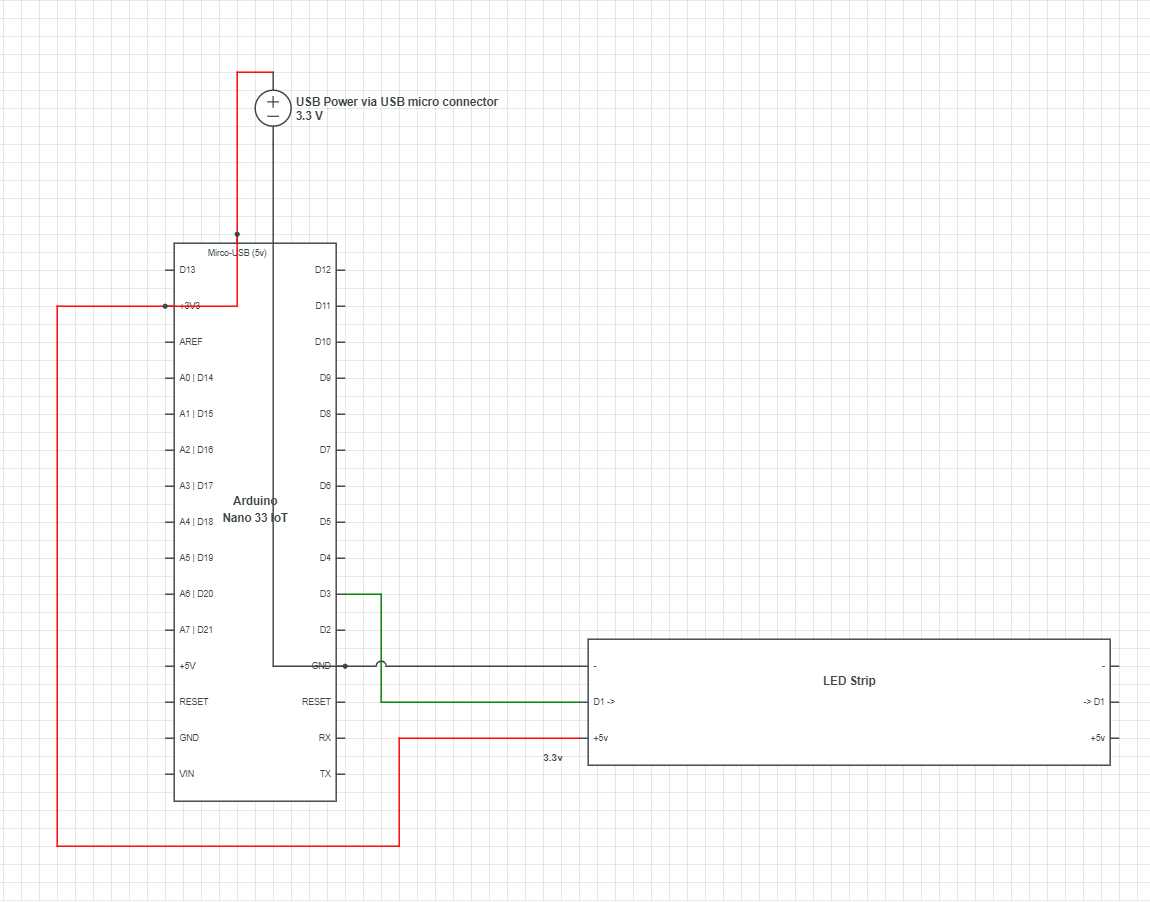 USB Power via USB micro connector
3.3 V
Mirco-USB (5v)
D13
D12
+3V3
D11
AREF
D10
A0 | D14
D9
A1 | D15
D8
A2 | D16
D7
A3 | D17
D6
Arduino
Nano 33 IoT
A4 | D18
D5
A5 | D19
D4
A6 | D20
D3
A7 | D21
D2
+5V
GND
RESET
RESET
GND
RX
VIN
TX
-
-
LED Strip
D1 ->
-> D1
+5v
+5v
3.3v